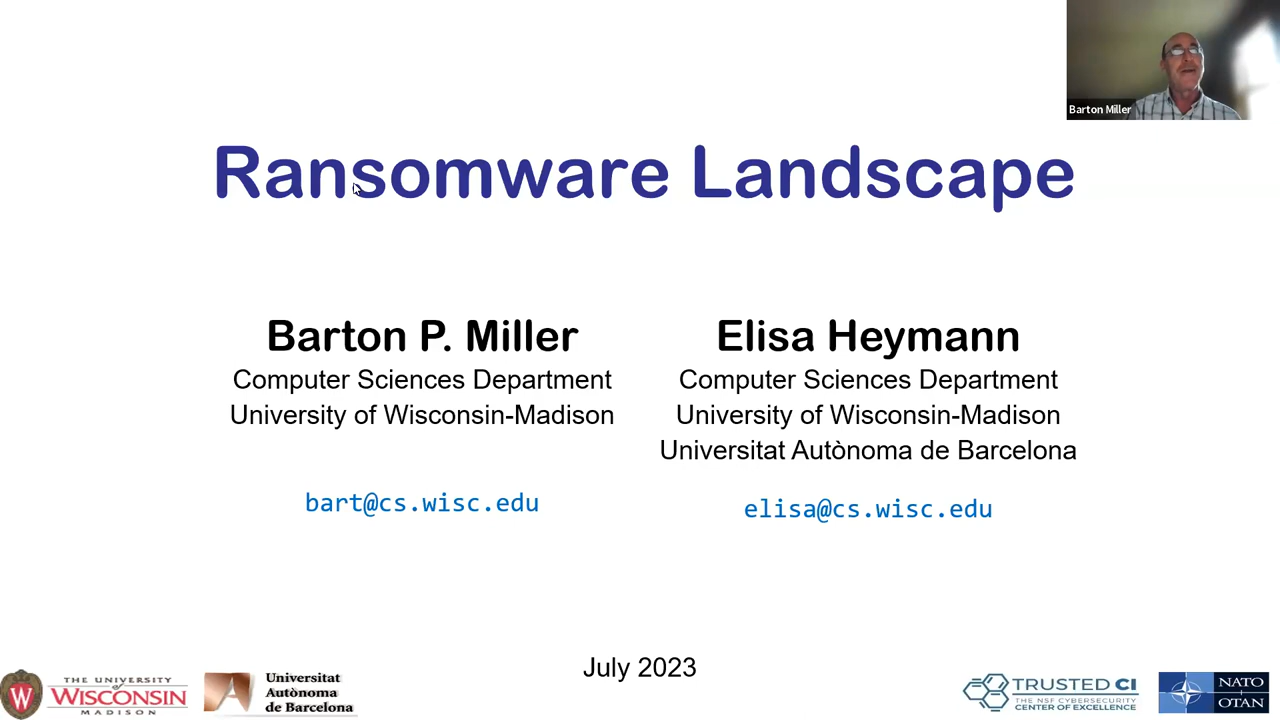 Barton Miller
Ransomware Landscape
Barton P. Miller
Computer Sciences Department
University of Wisconsin-Madison
bart@cs.wisc.edu
Elisa Heymann
Computer Sciences Department
University of Wisconsin-Madison
Universitat Autònoma de Barcelona
elisa@cs.wisc.edu
July 2023
W
THE UNIVERSITY
of
WISCONSIN
MADISON
Universitat
Autònoma
de Barcelona
TRUSTED CI
THE NSF CYBERSECURITY
CENTER OF EXCELLENCE
NATO
OTAN